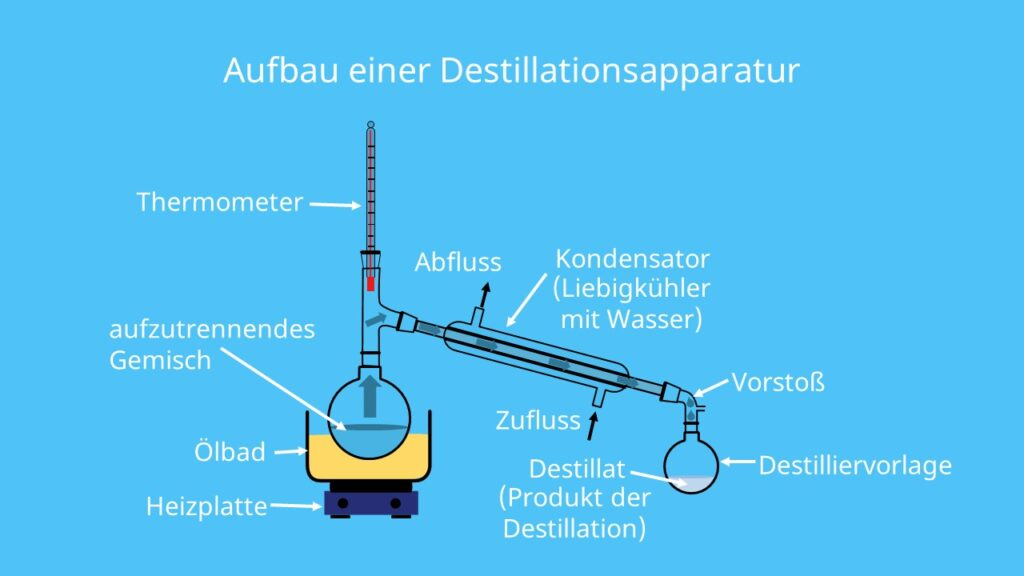 Aufbau einer Destillationsapparatur
Thermometer
Abfluss
Kondensator
(Liebigkühler
mit Wasser)
aufzutrennendes
Gemisch
Vorstoß
Zufluss
Ölbad
Destillat
(Produkt der
Destillation)
Destilliervorlage
Heizplatte